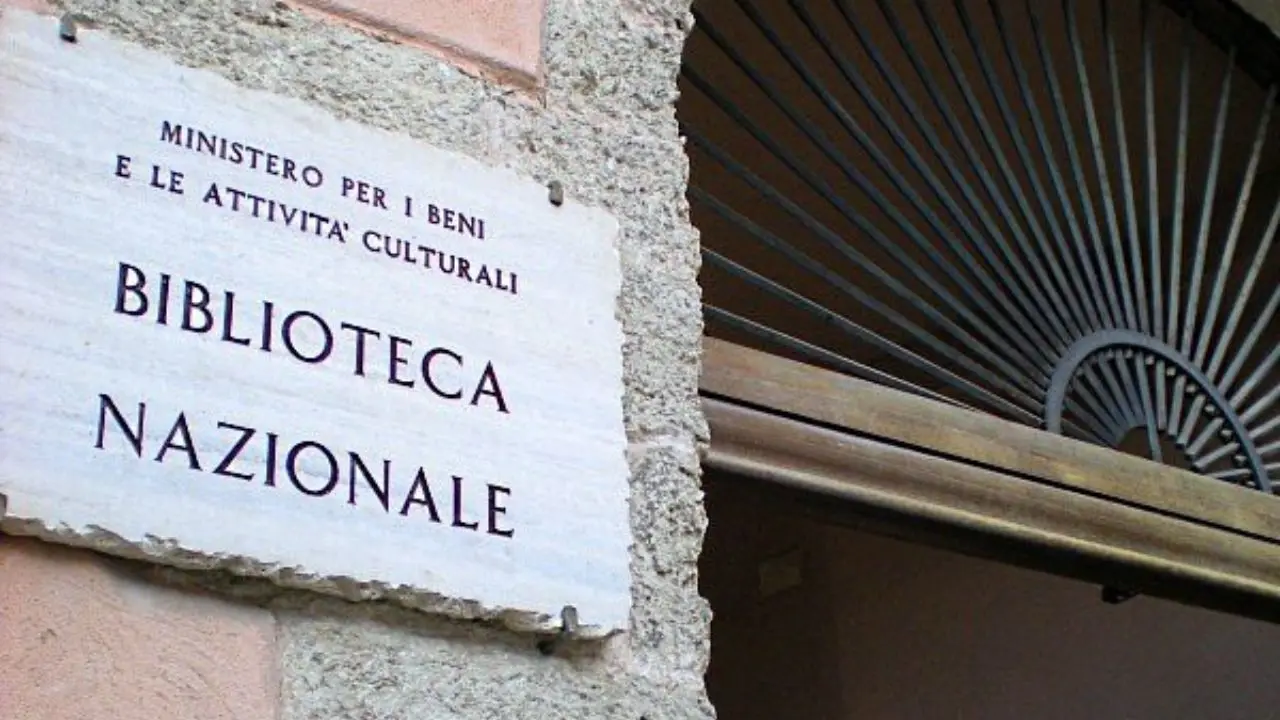 MINISTERO PER I BENI
E LE ATTIVITA' CULTURALI
BIBLIOTECA
NAZIONALE